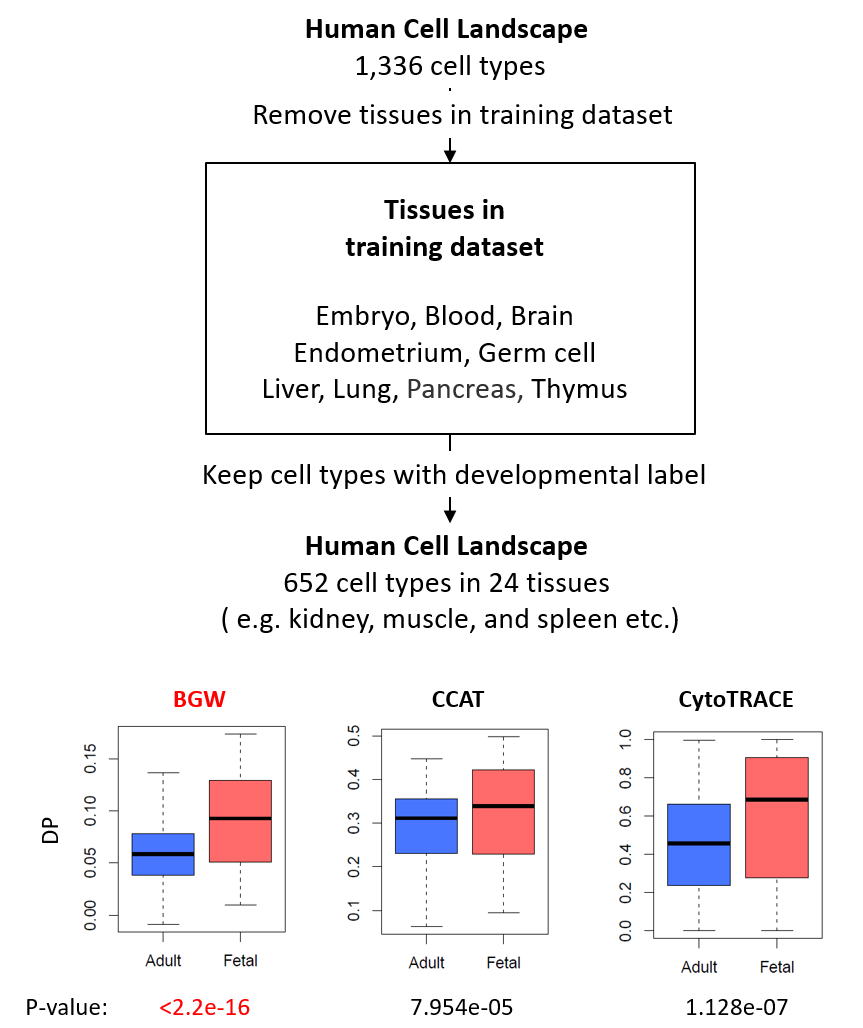 Human Cell Landscape
1,336 cell types
Remove tissues in training dataset
Tissues in
training dataset
Embryo, Blood, Brain
Endometrium, Germ cell
Liver, Lung, Pancreas, Thymus
Keep cell types with developmental label
Human Cell Landscape
652 cell types in 24 tissues
( e.g. kidney, muscle, and spleen etc.)
BGW
DP
0.15
0.10
0.05
0.00
Adult Fetal
CCAT
0.5
0.4
0.3
0.2
0.1
Adult Fetal
CytoTRACE
1.0
0.8
0.6
0.4
0.2
0.0
Adult Fetal
P-value: <2.2e-16 7.954e-05 1.128e-07